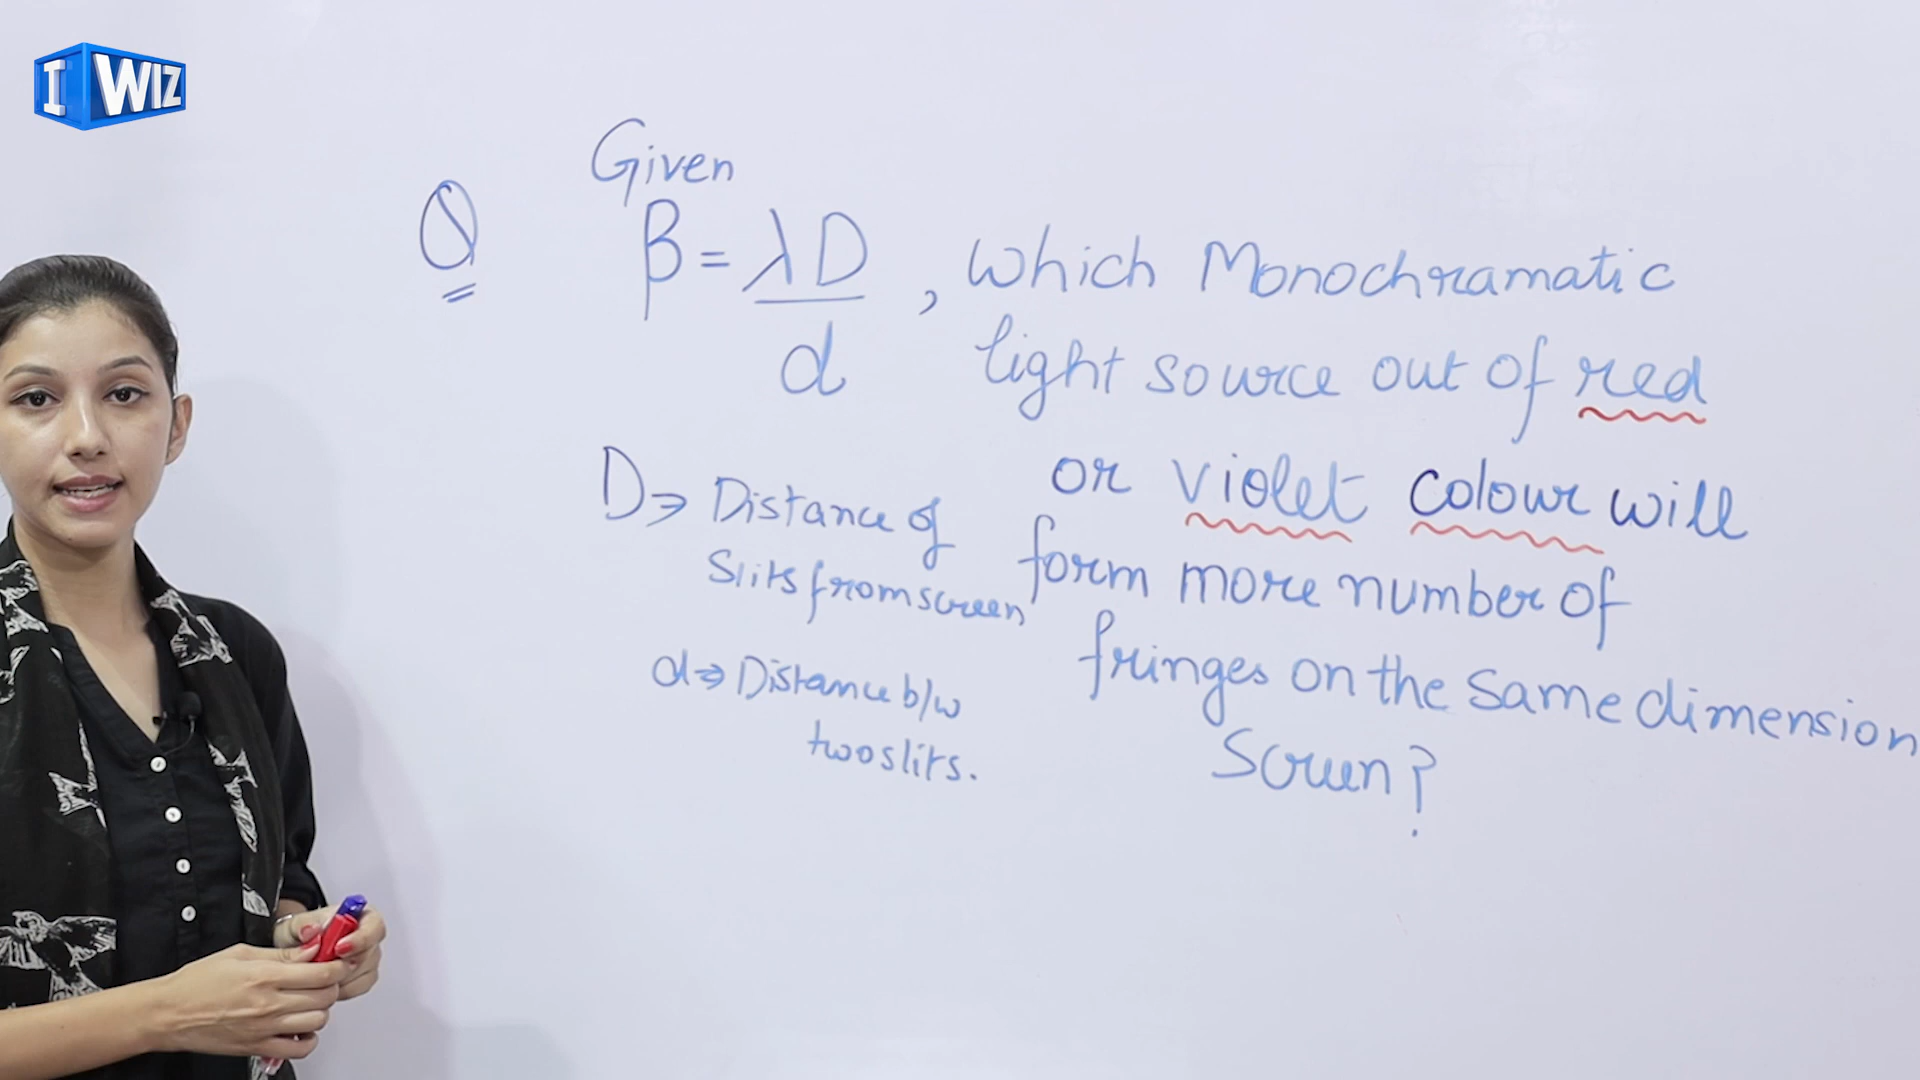 I WIZ
Given
Q β = λD / d , Which Monochramatic
light source out of red
or violet colour will
form more number of
fringes on the same dimension
Screen?
D → Distance of
Slits from screen
d → Distance b/w
two slits.